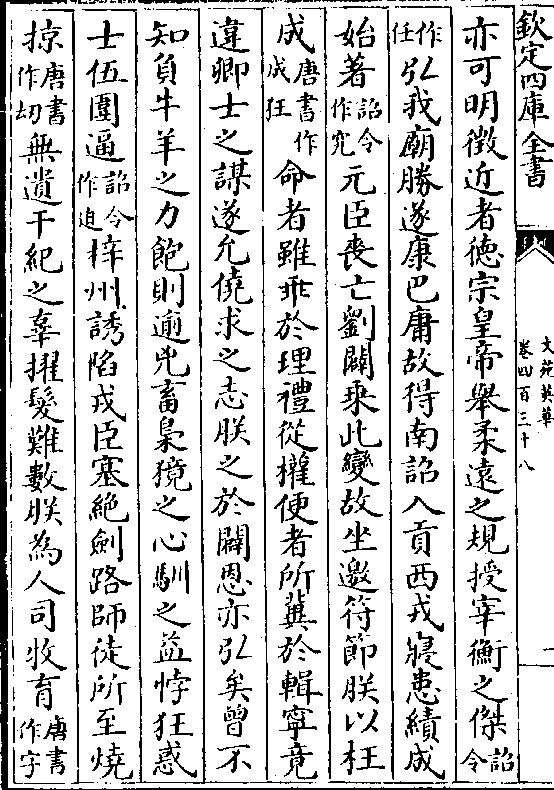 欽定四庫全書
文苑英華
卷四百三十八
一
亦可明徴近者德宗皇帝舉柔逺之規授宰衡之傑詔令
作任弘我廟勝遂康巴庸故得南詔入貢西戎寢患績成
始著詔令作究元臣喪亡劉闢乘此變故坐邀符節朕以枉
成唐書作成狂命者雖乖於理禮從權便者所冀於輯寧竟
違卿士之謀遂允僥求之志朕之於闢恩亦弘矣曾不
知負牛羊之力飽則逾兇畜梟獍之心馴之益悖狂惑
士伍圍逼詔令作迫梓州誘陷戎臣塞絶劍路師徒所至燒
掠唐書作刼無遺干紀之辜擢髮難數朕為人司牧育唐書作字